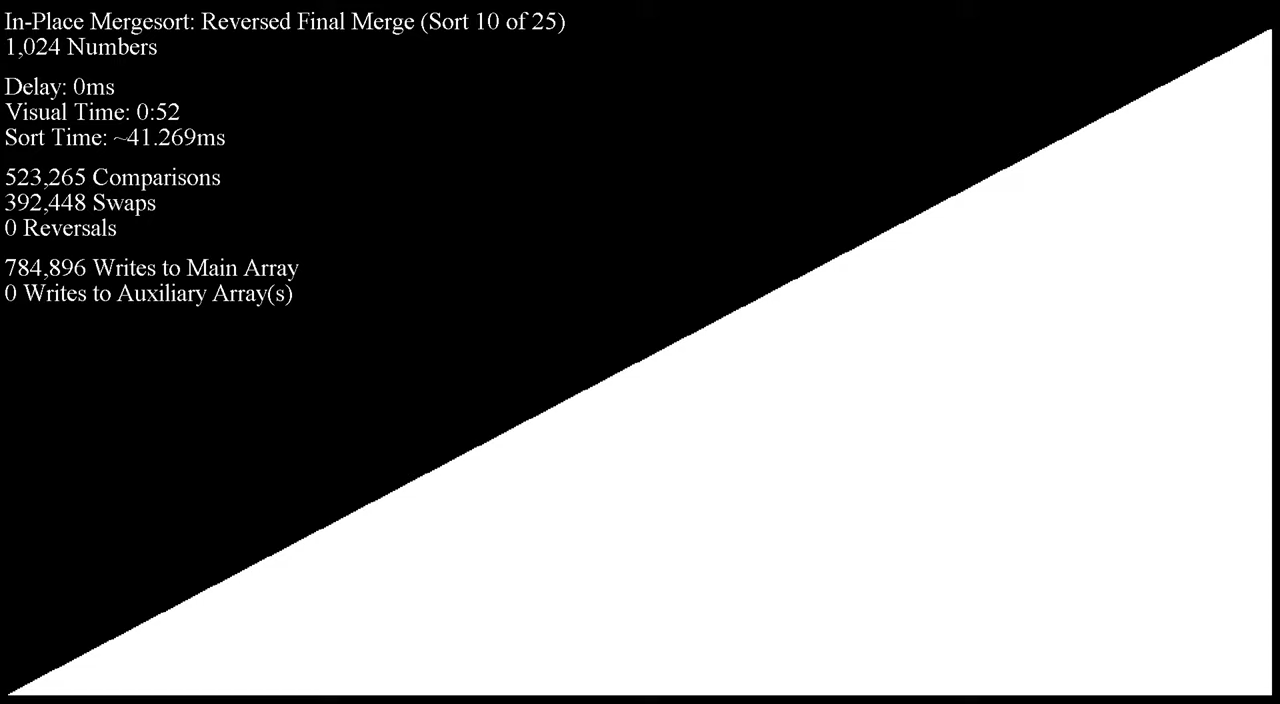 In-Place Mergesort: Reversed Final Merge (Sort 10 of 25)
1,024 Numbers
Delay: 0ms
Visual Time: 0:52
Sort Time: ~41.269ms
523,265 Comparisons
392,448 Swaps
0 Reversals
784,896 Writes to Main Array
0 Writes to Auxiliary Array(s)